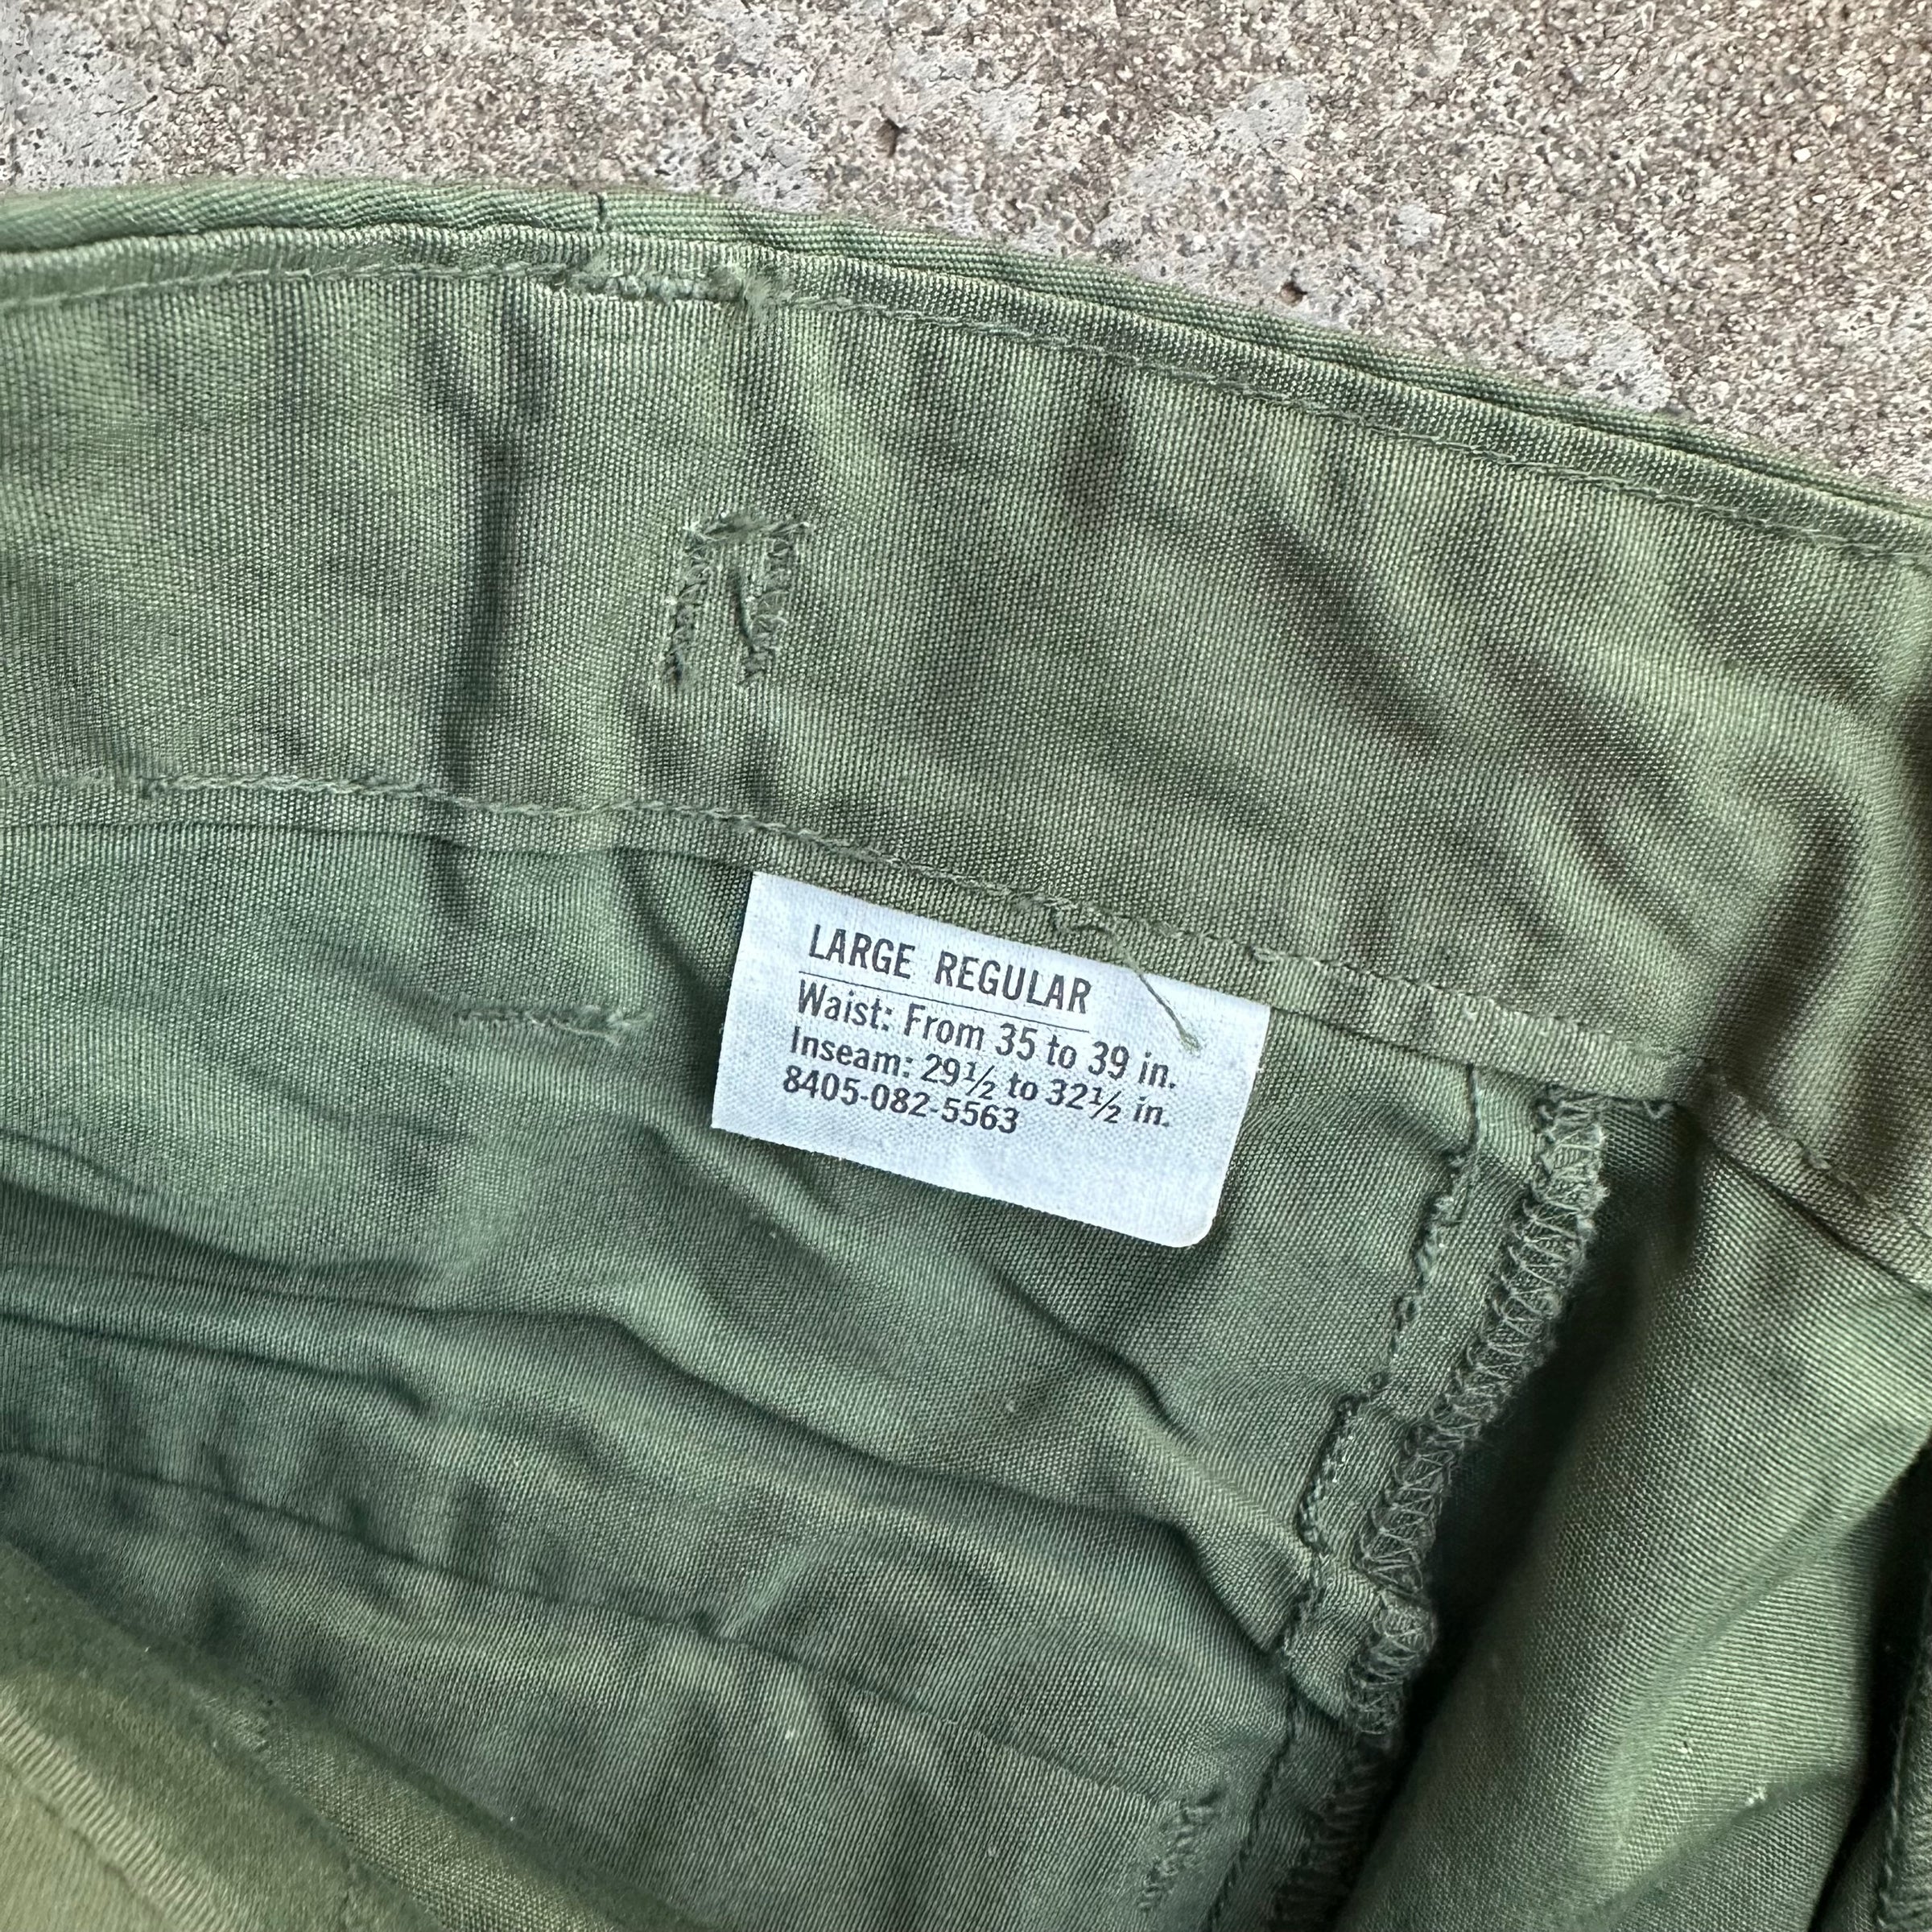 LARGE REGULAR
Waist: From 35 to 39 in.
Inseam: 29½ to 32½ in.
8405-082-5563